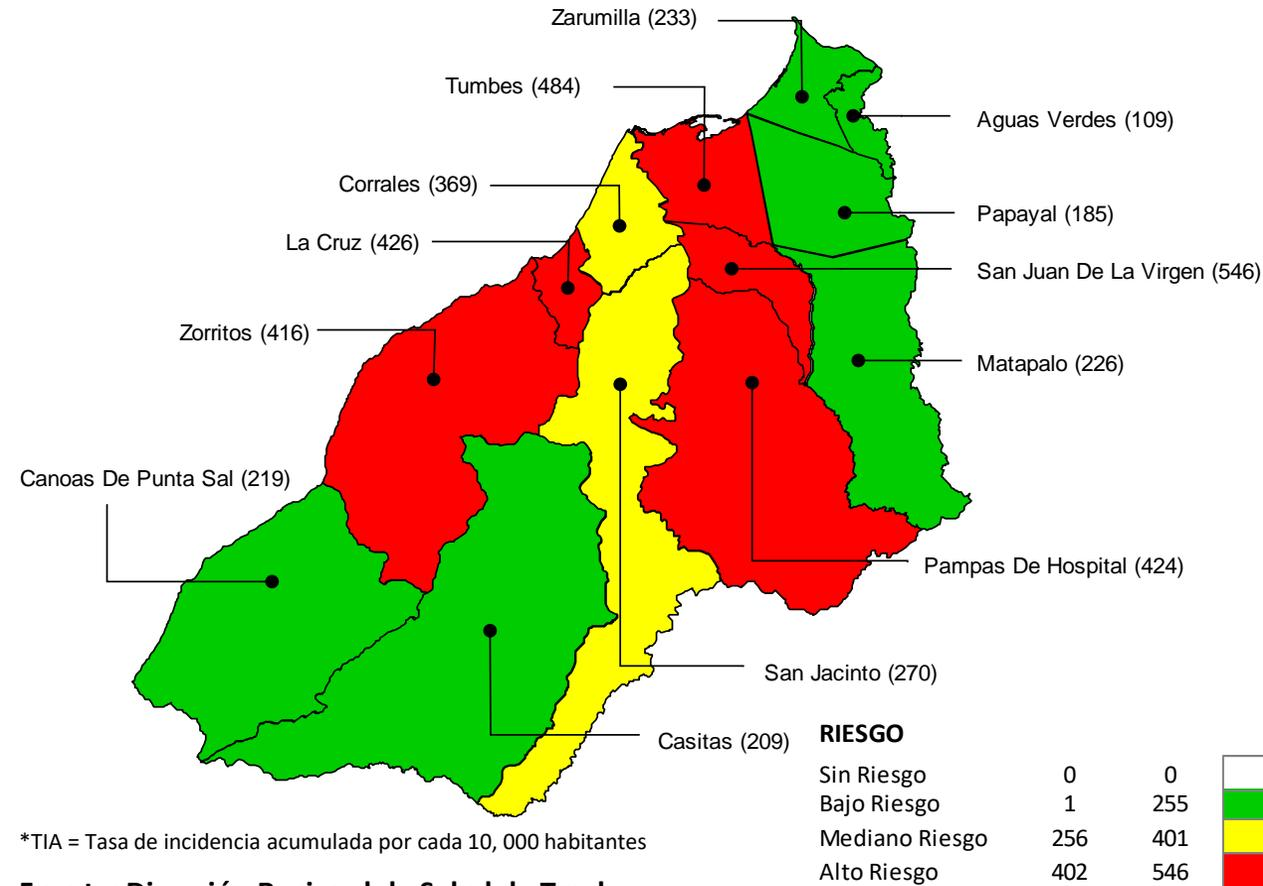 Zarumilla (233)
Tumbes (484)
Aguas Verdes (109)
Corrales (369)
Papayal (185)
La Cruz (426)
San Juan De La Virgen (546)
Zorritos (416)
Matapalo (226)
Canoas De Punta Sal (219)
Pampas De Hospital (424)
San Jacinto (270)
Casitas (209)
RIESGO
Sin Riesgo 0 0
Bajo Riesgo 1 255
Mediano Riesgo 256 401
Alto Riesgo 402 546
*TIA = Tasa de incidencia acumulada por cada 10, 000 habitantes